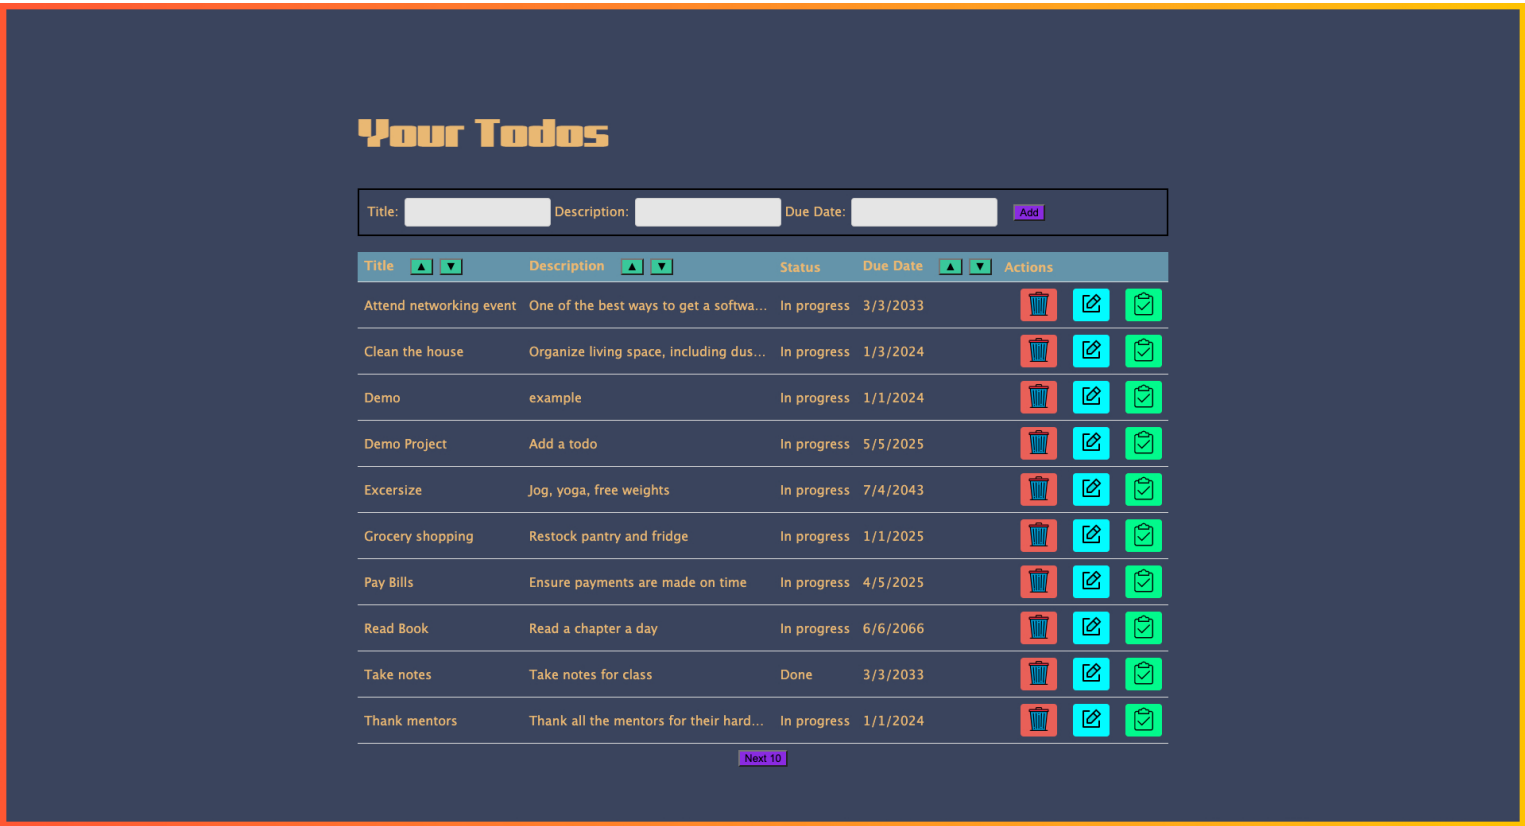 Your Todos
Title: Description: Due Date: Add
Title ▲ ▼ Description ▲ ▼ Status Due Date ▲ ▼ Actions
Attend networking event One of the best ways to get a softwa... In progress 3/3/2033
Clean the house Organize living space, including dus... In progress 1/3/2024
Demo example In progress 1/1/2024
Demo Project Add a todo In progress 5/5/2025
Excersize Jog, yoga, free weights In progress 7/4/2043
Grocery shopping Restock pantry and fridge In progress 1/1/2025
Pay Bills Ensure payments are made on time In progress 4/5/2025
Read Book Read a chapter a day In progress 6/6/2066
Take notes Take notes for class Done 3/3/2033
Thank mentors Thank all the mentors for their hard... In progress 1/1/2024
Next 10